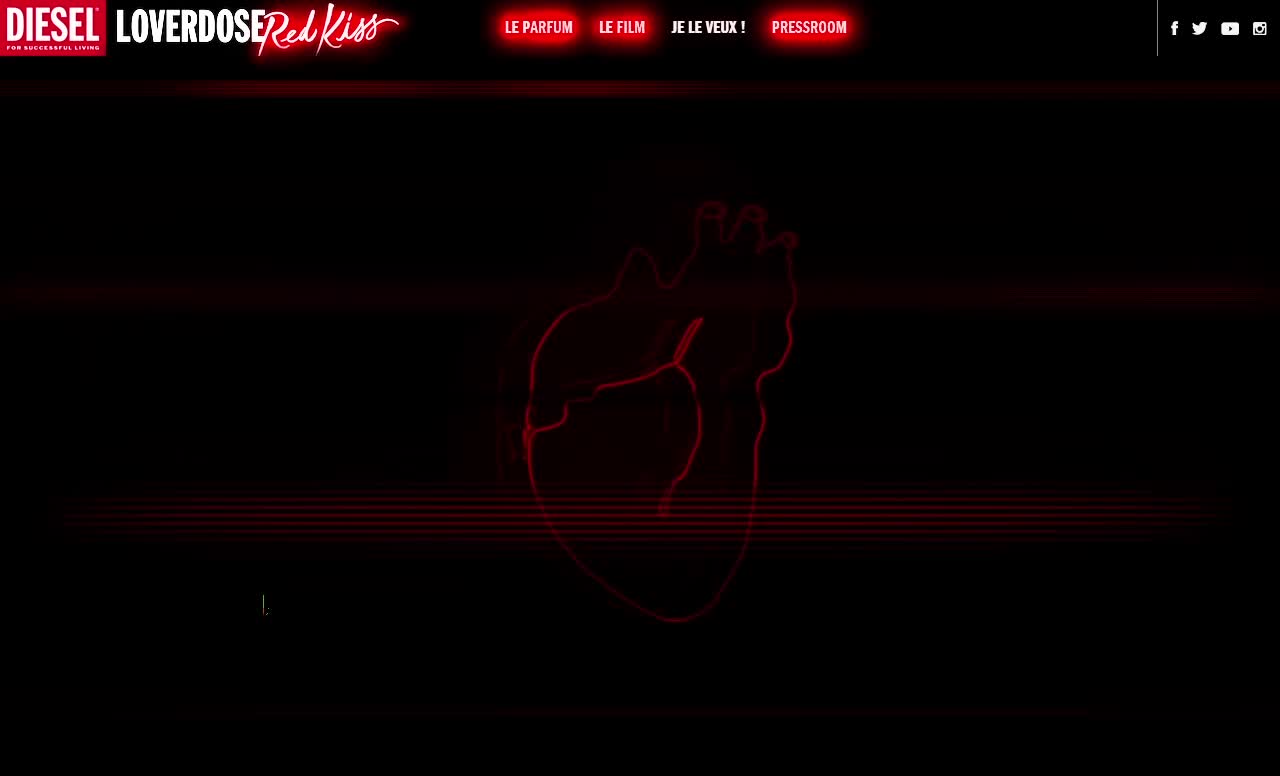 DIESEL®
FOR SUCCESSFUL LIVING
LOVERDOSE Red Kiss
LE PARFUM
LE FILM
JE LE VEUX !
PRESSROOM